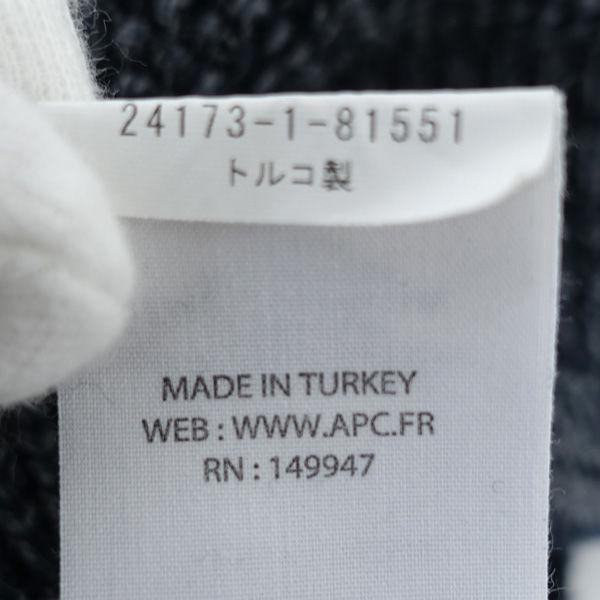 24173-1-81551
トルコ製
MADE IN TURKEY
WEB : WWW.APC.FR
RN : 149947